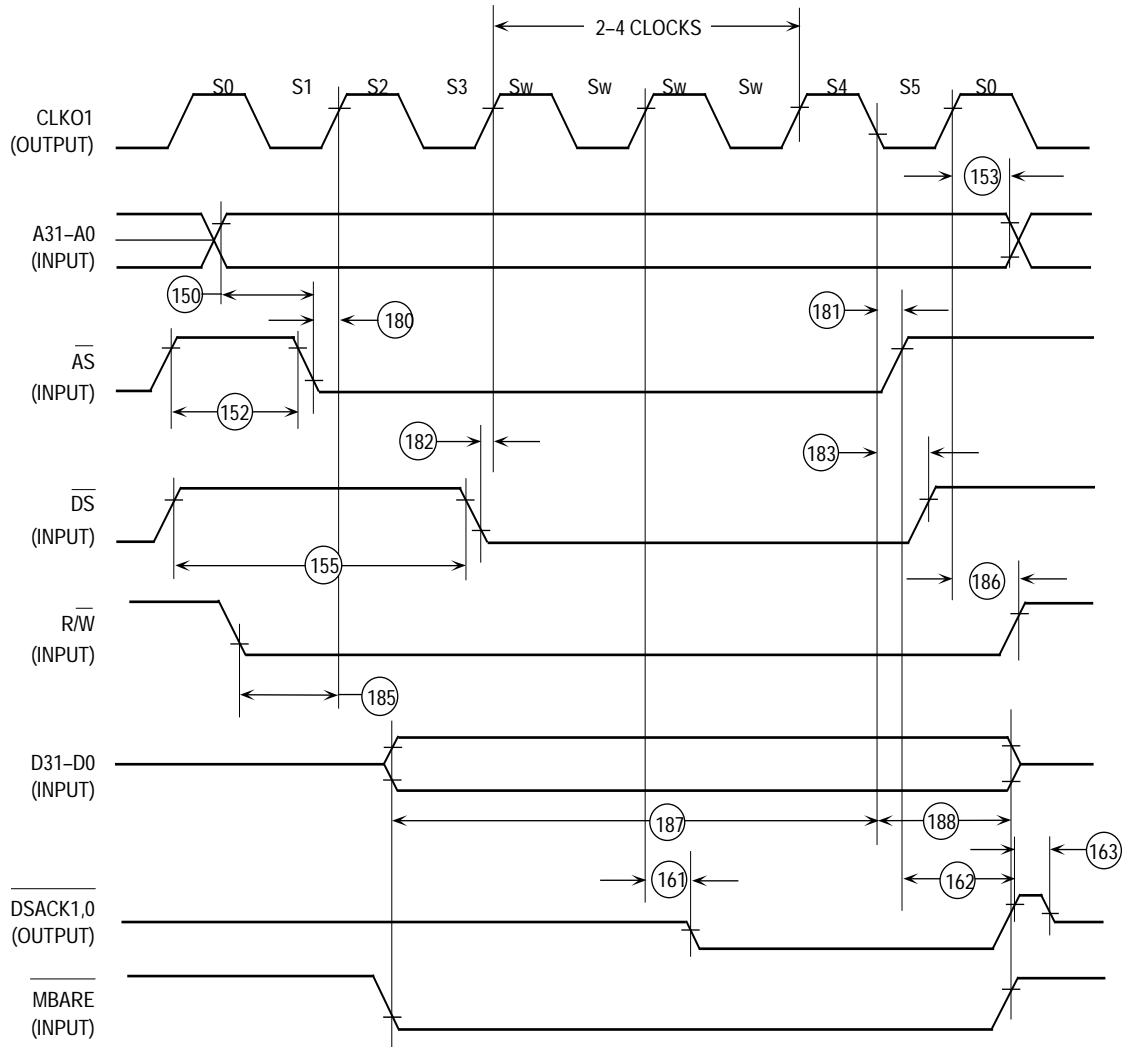 2–4 CLOCKS
S0 S1 S2 S3 Sw Sw Sw Sw S4 S5 S0
CLKO1
(OUTPUT)
153
A31–A0
(INPUT)
150
180
181
AS
(INPUT)
152
182
183
DS
(INPUT)
155
186
R/W
(INPUT)
185
D31–D0
(INPUT)
187
188
163
161
162
DSACK1,0
(OUTPUT)
MBARE
(INPUT)